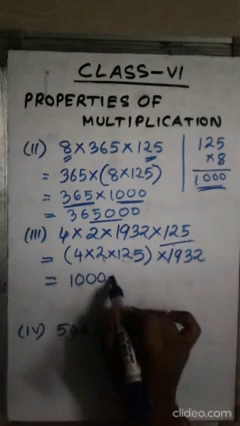 CLASS-VI
PROPERTIES OF
MULTIPLICATION
(II) 8×365×125
= 365×(8×125)
= 365×1000
= 365000
125
×8
1000
(III) 4×2×1932×125
= (4×2×125)×1932
= 1000
(IV)
clideo.com